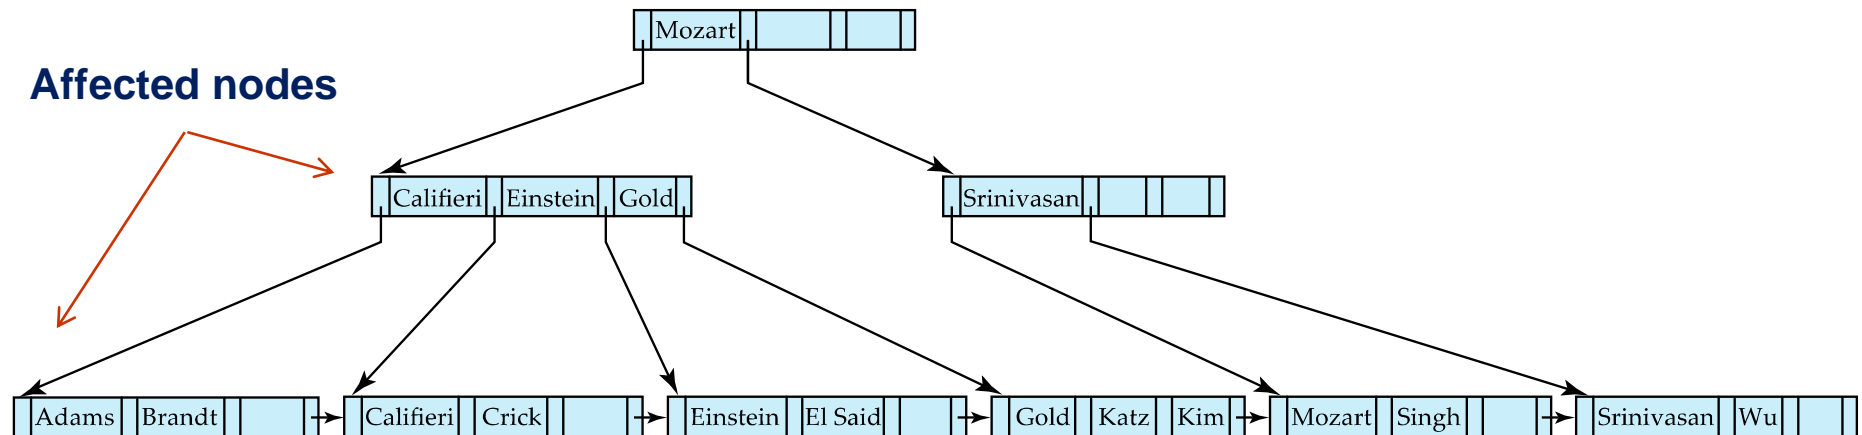 Mozart
Affected nodes
Califieri Einstein Gold Srinivasan
Adams Brandt Califieri Crick Einstein El Said Gold Katz Kim Mozart Singh Srinivasan Wu